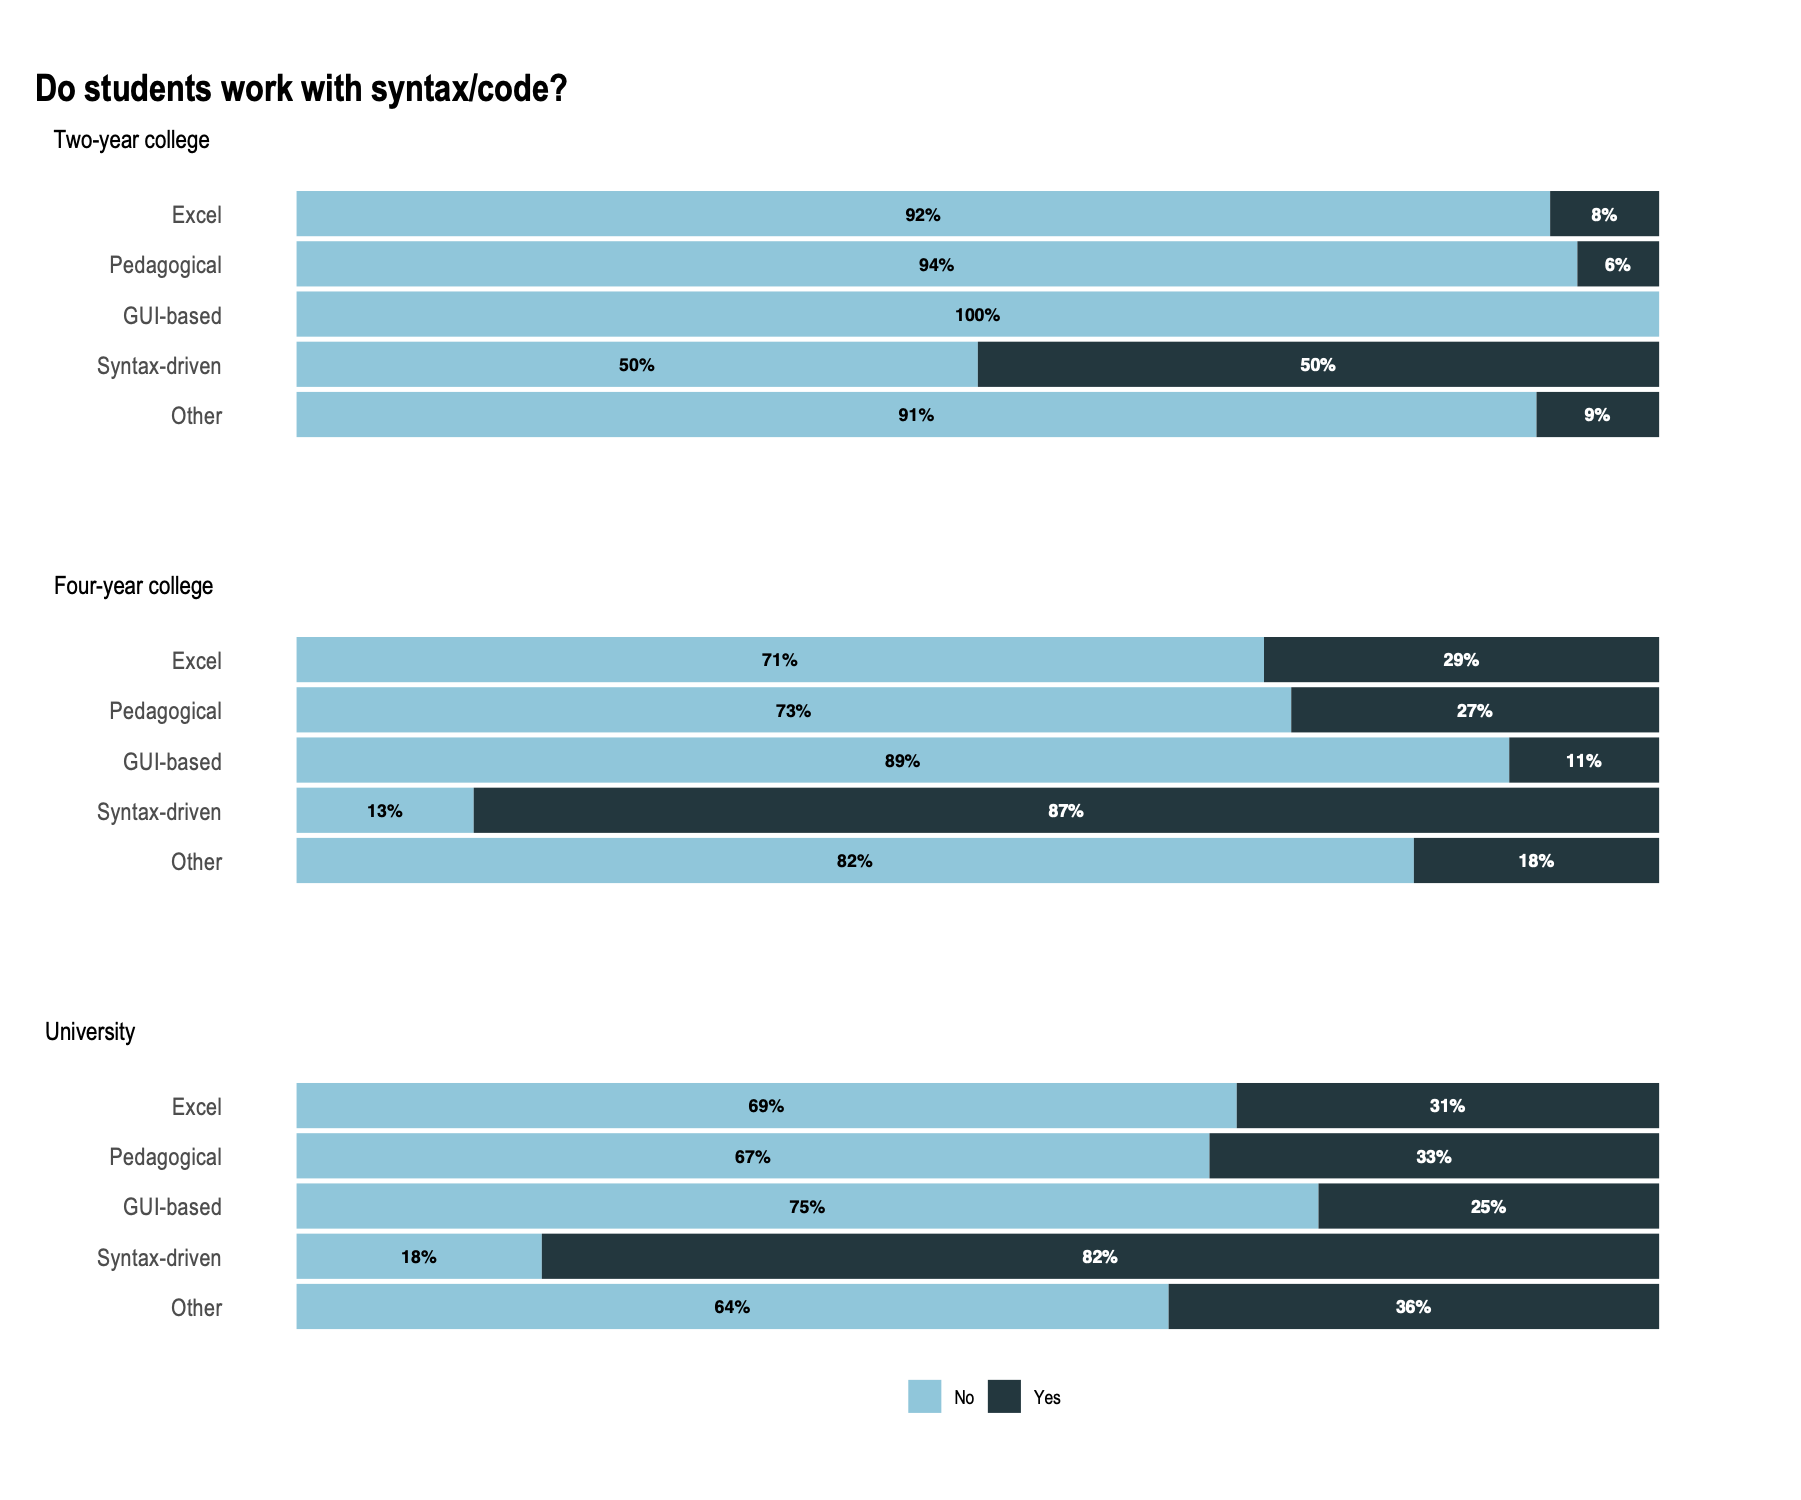 Do students work with syntax/code?
Two-year college
Excel 92% 8%
Pedagogical 94% 6%
GUI-based 100%
Syntax-driven 50% 50%
Other 91% 9%
Four-year college
Excel 71% 29%
Pedagogical 73% 27%
GUI-based 89% 11%
Syntax-driven 13% 87%
Other 82% 18%
University
Excel 69% 31%
Pedagogical 67% 33%
GUI-based 75% 25%
Syntax-driven 18% 82%
Other 64% 36%
No Yes